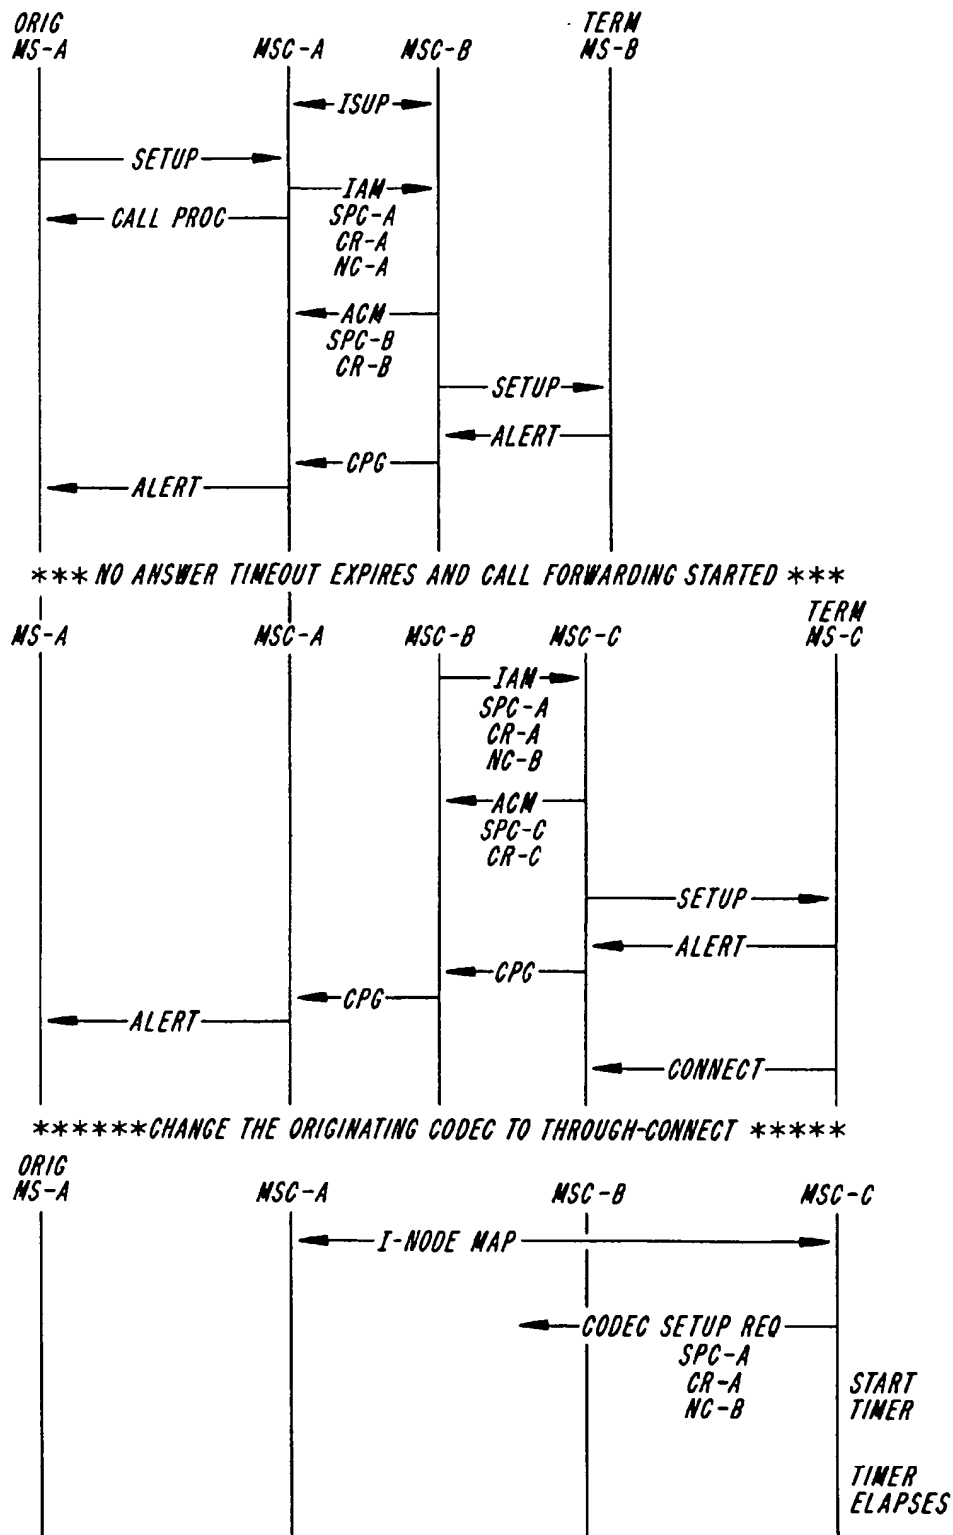 ORIG
MS-A
MSC-A
MSC-B
TERM
MS-B
ISUP
SETUP
IAM
SPC-A
CR-A
NC-A
CALL PROC
ACM
SPC-B
CR-B
SETUP
ALERT
CPG
ALERT
*** NO ANSWER TIMEOUT EXPIRES AND CALL FORWARDING STARTED ***
MS-A
MSC-A
MSC-B
MSC-C
TERM
MS-C
IAM
SPC-A
CR-A
NC-B
ACM
SPC-C
CR-C
SETUP
ALERT
CPG
CPG
ALERT
CONNECT
******CHANGE THE ORIGINATING CODEC TO THROUGH-CONNECT *****
ORIG
MS-A
MSC-A
MSC-B
MSC-C
I-NODE MAP
CODEC SETUP REQ
SPC-A
CR-A
NC-B
START
TIMER
TIMER
ELAPSES